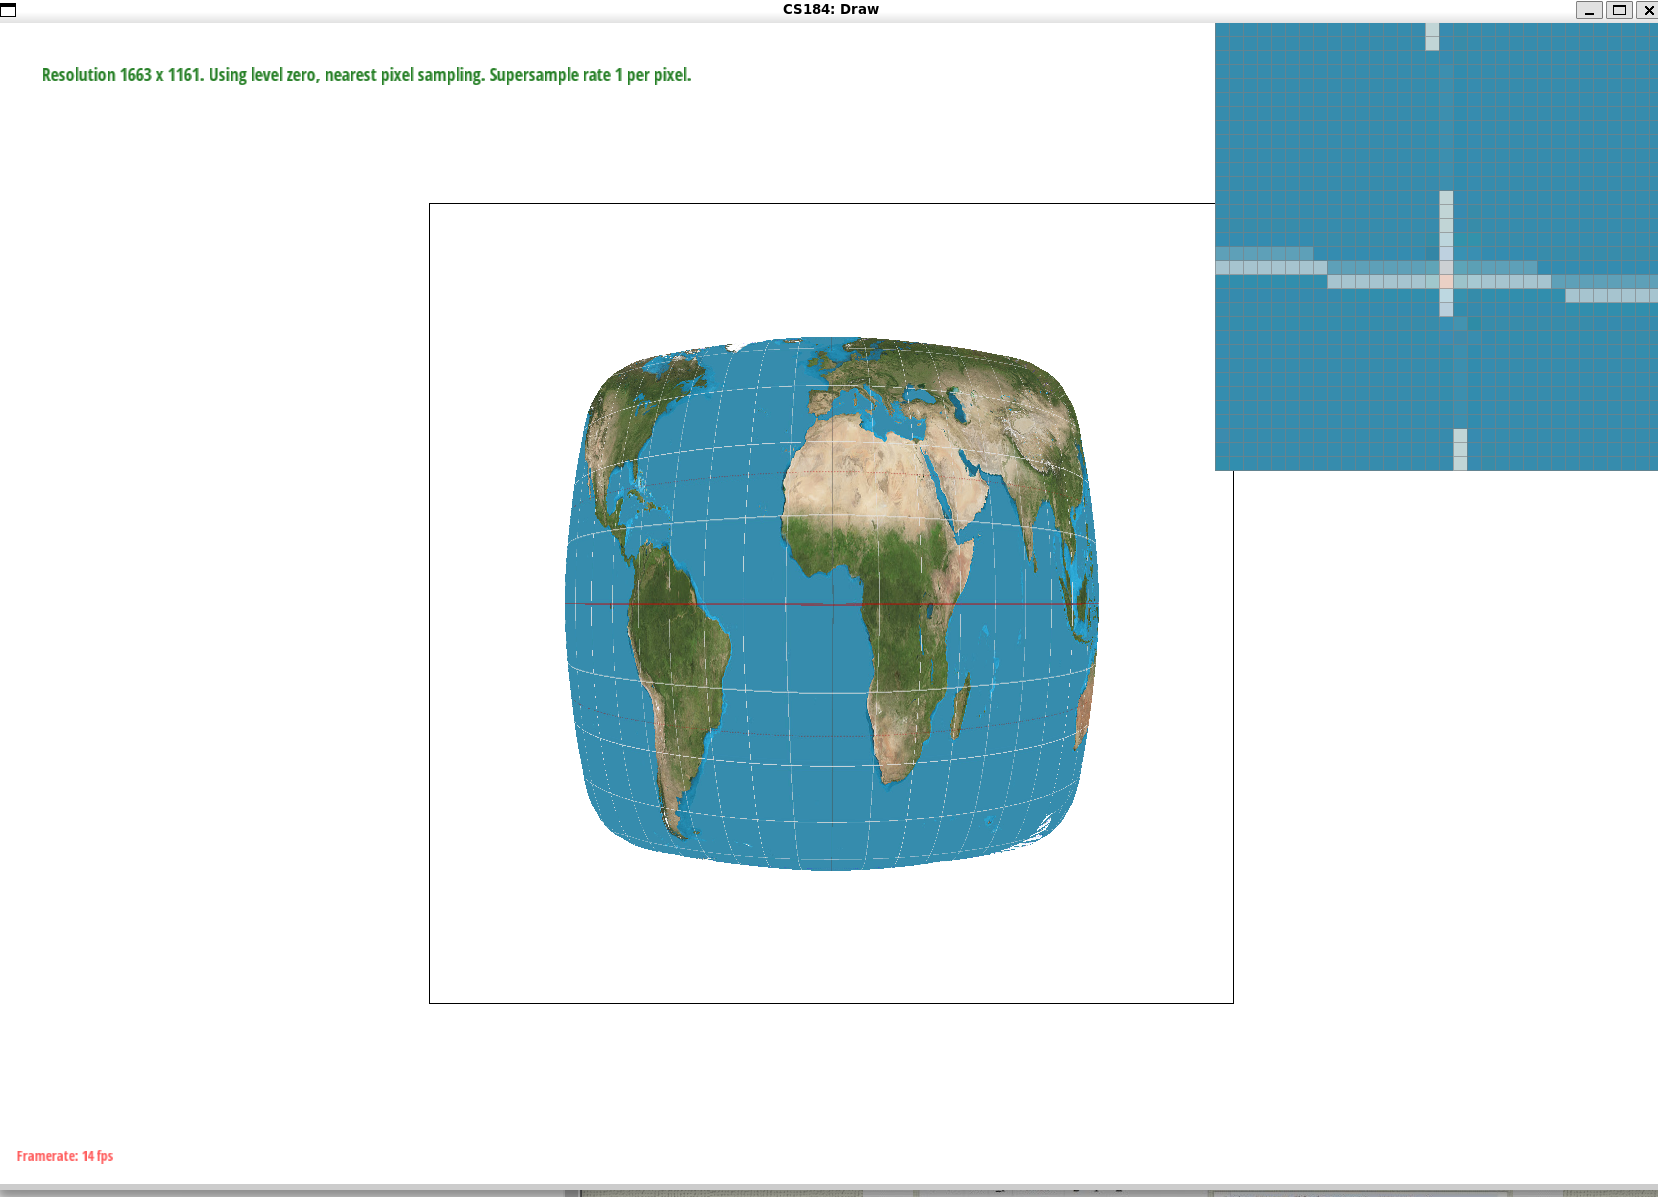 CS184: Draw
Resolution 1663 x 1161. Using level zero, nearest pixel sampling. Supersample rate 1 per pixel.
Framerate: 14 fps